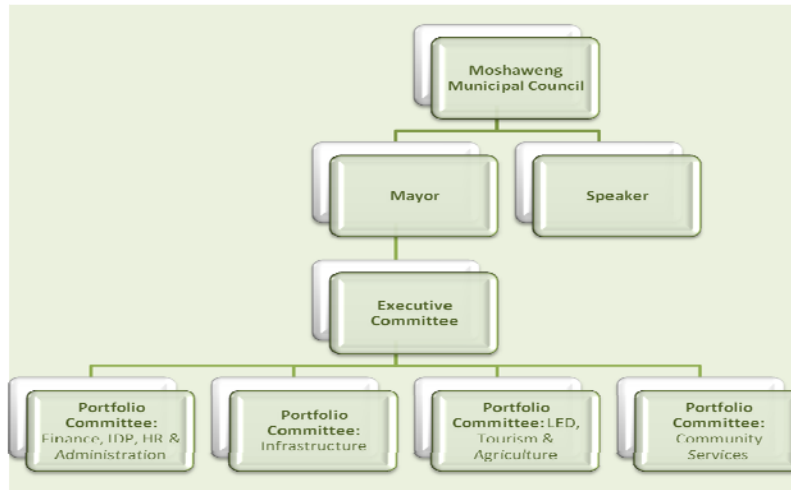 Moshaweng
Municipal Council
Mayor
Speaker
Executive
Committee
Portfolio
Committee:
Finance, IDP, HR &
Administration
Portfolio
Committee:
Infrastructure
Portfolio
Committee: LED,
Tourism &
Agriculture
Portfolio
Committee:
Community
Services